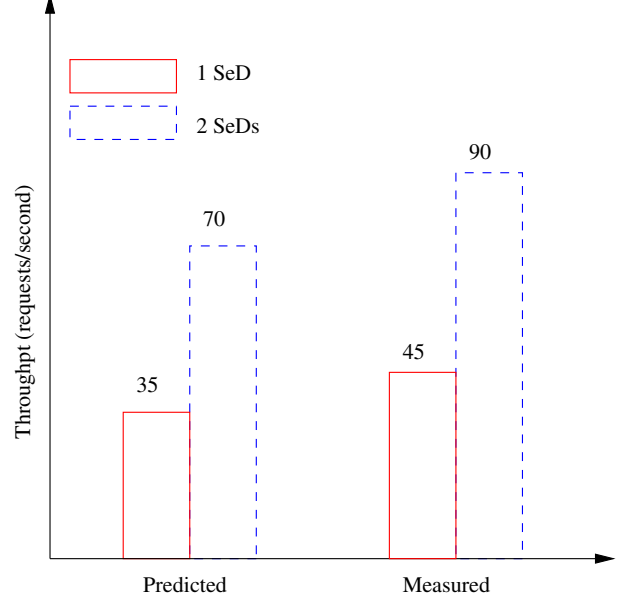 1 SeD
2 SeDs
90
70
45
35
Throughpt (requests/second)
Predicted
Measured